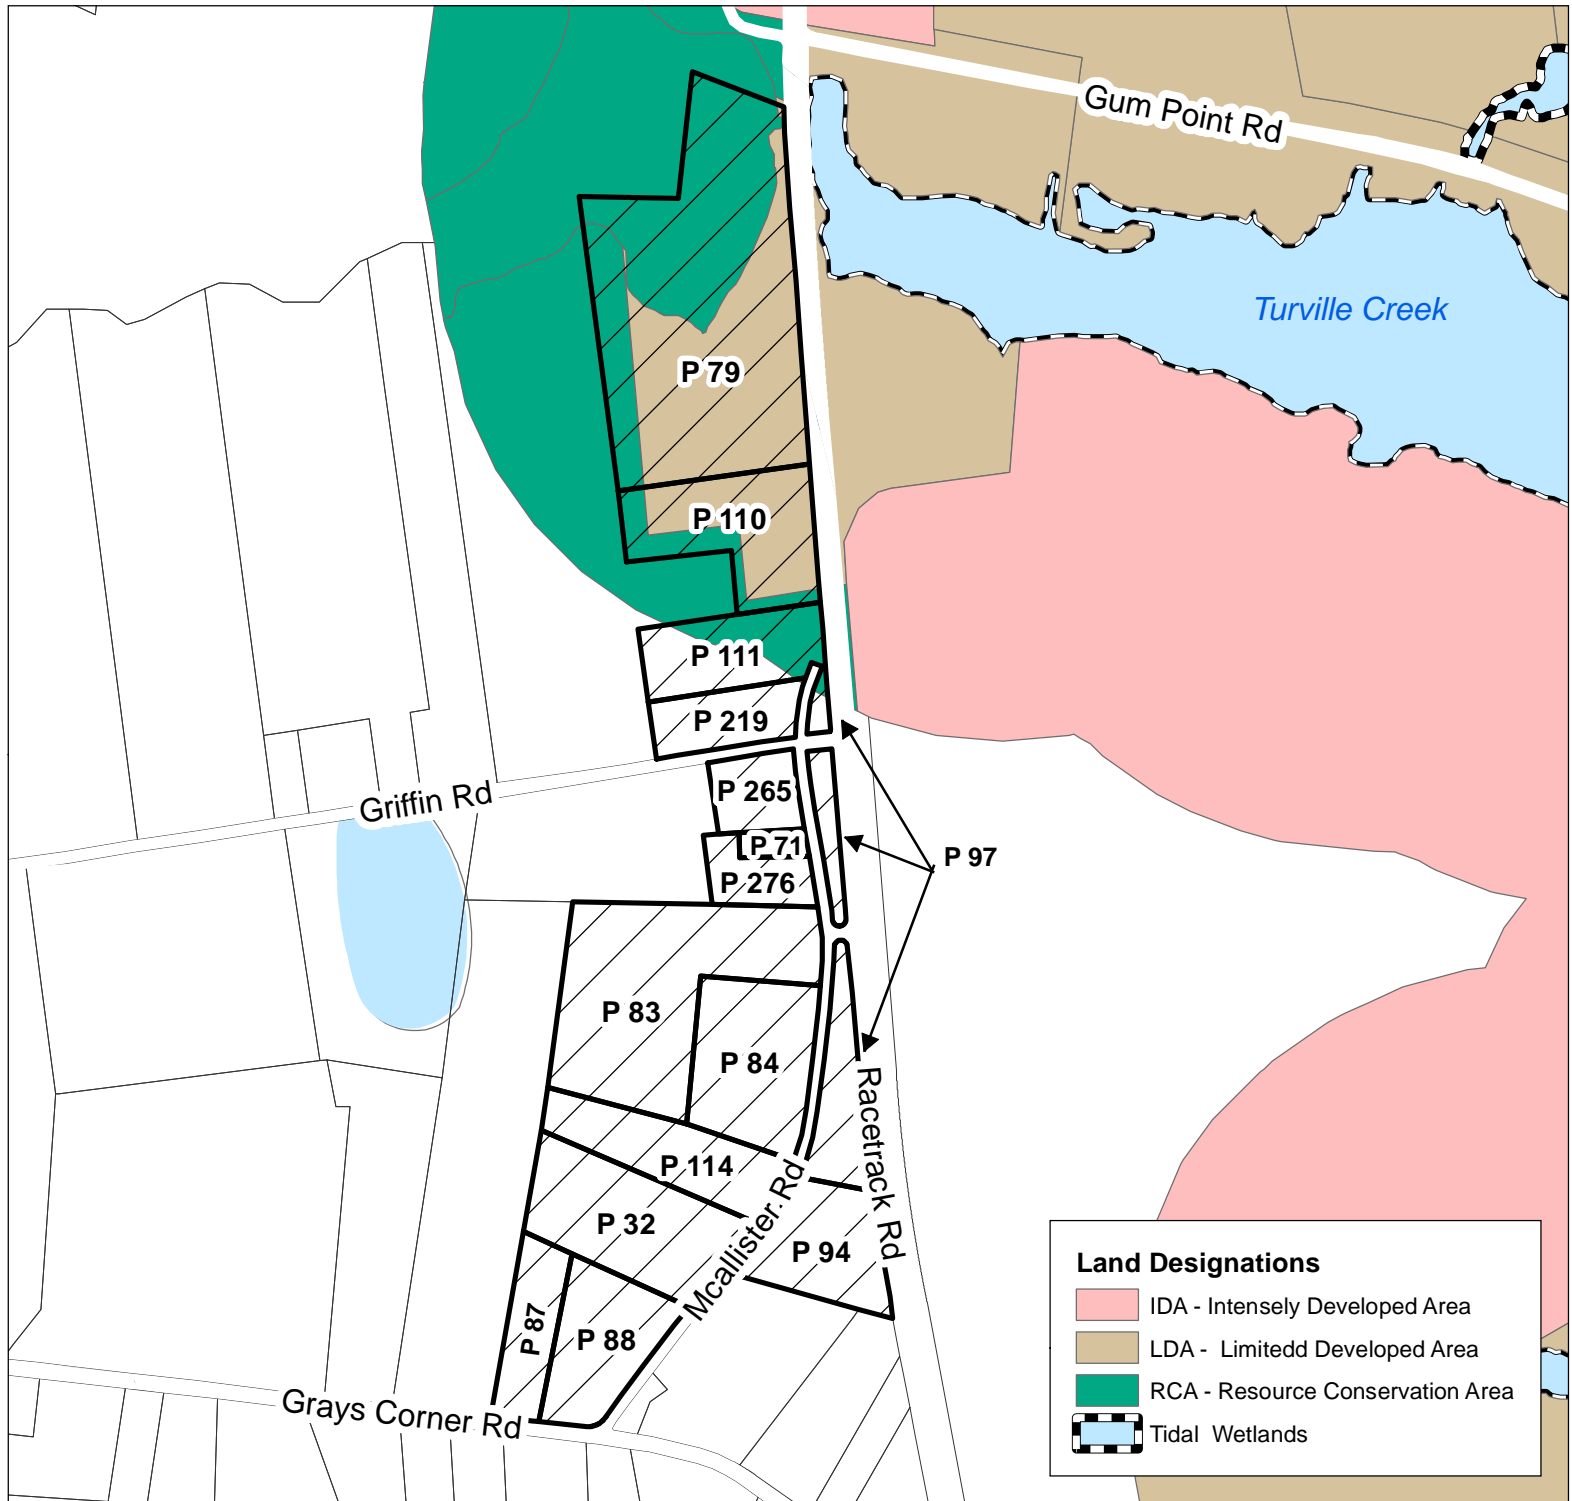 Gum Point Rd
Turville Creek
P 79
P 110
P 111
P 219
P 265
Griffin Rd
P 71
P 97
P 276
P 83
P 84
Racetrack Rd
P 114
Mcallister Rd
P 32
P 94
P 87
P 88
Grays Corner Rd
Land Designations
IDA - Intensely Developed Area
LDA - Limitedd Developed Area
RCA - Resource Conservation Area
Tidal Wetlands